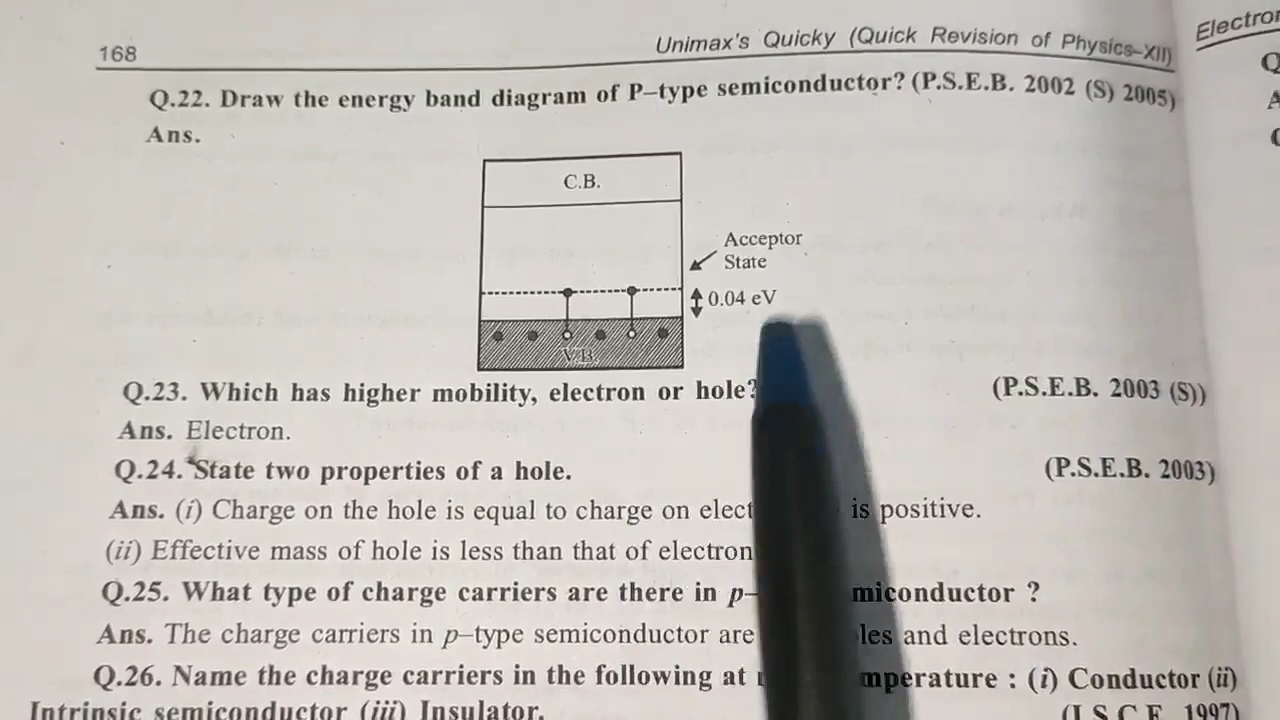 168
Unimax's Quicky (Quick Revision of Physics–XII)
Electron
Q.22. Draw the energy band diagram of P–type semiconductor? (P.S.E.B. 2002 (S) 2005)
Ans.
C.B.
Acceptor
State
0.04 eV
V.B.
Q.23. Which has higher mobility, electron or hole? (P.S.E.B. 2003 (S))
Ans. Electron.
Q.24. State two properties of a hole. (P.S.E.B. 2003)
Ans. (i) Charge on the hole is equal to charge on elect is positive.
(ii) Effective mass of hole is less than that of electron
Q.25. What type of charge carriers are there in p– miconductor ?
Ans. The charge carriers in p–type semiconductor are les and electrons.
Q.26. Name the charge carriers in the following at mperature : (i) Conductor (ii)
Intrinsic semiconductor (iii) Insulator. (I.S.C.E. 1997)